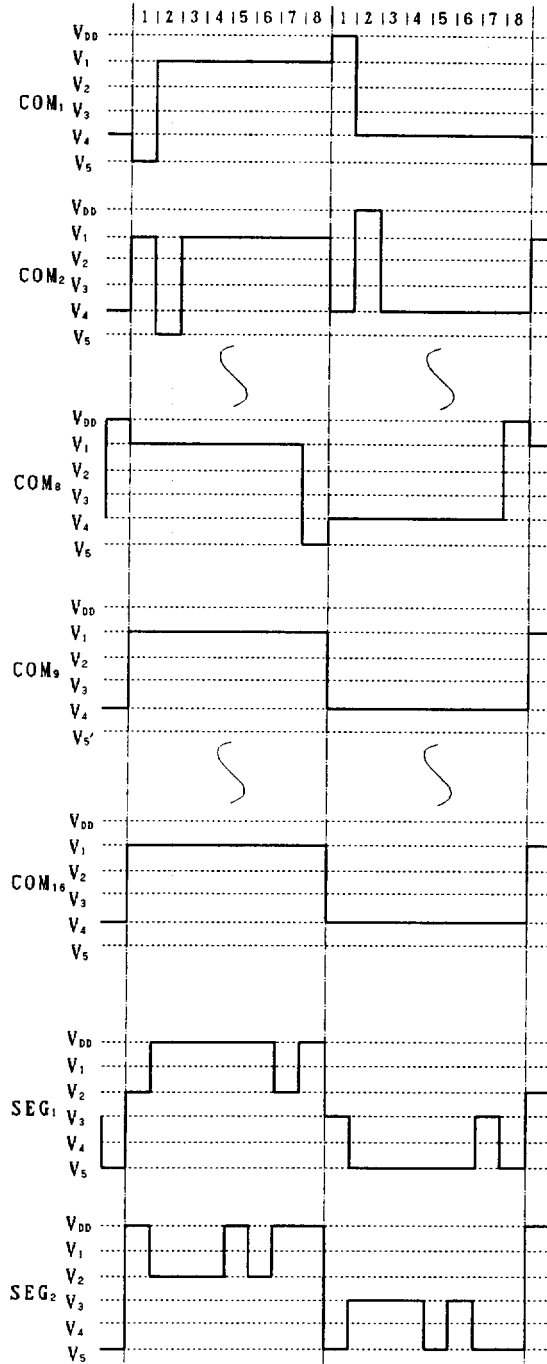 | 1 | 2 | 3 | 4 | 5 | 6 | 7 | 8 | 1 | 2 | 3 | 4 | 5 | 6 | 7 | 8 |
VDD
V1
V2
COM1 V3
V4
V5
VDD
V1
V2
COM2 V3
V4
V5
VDD
V1
V2
COM8 V3
V4
V5
VDD
V1
V2
COM9 V3
V4
V5'
VDD
V1
V2
COM16 V3
V4
V5
VDD
V1
V2
SEG1 V3
V4
V5
VDD
V1
V2
SEG2 V3
V4
V5